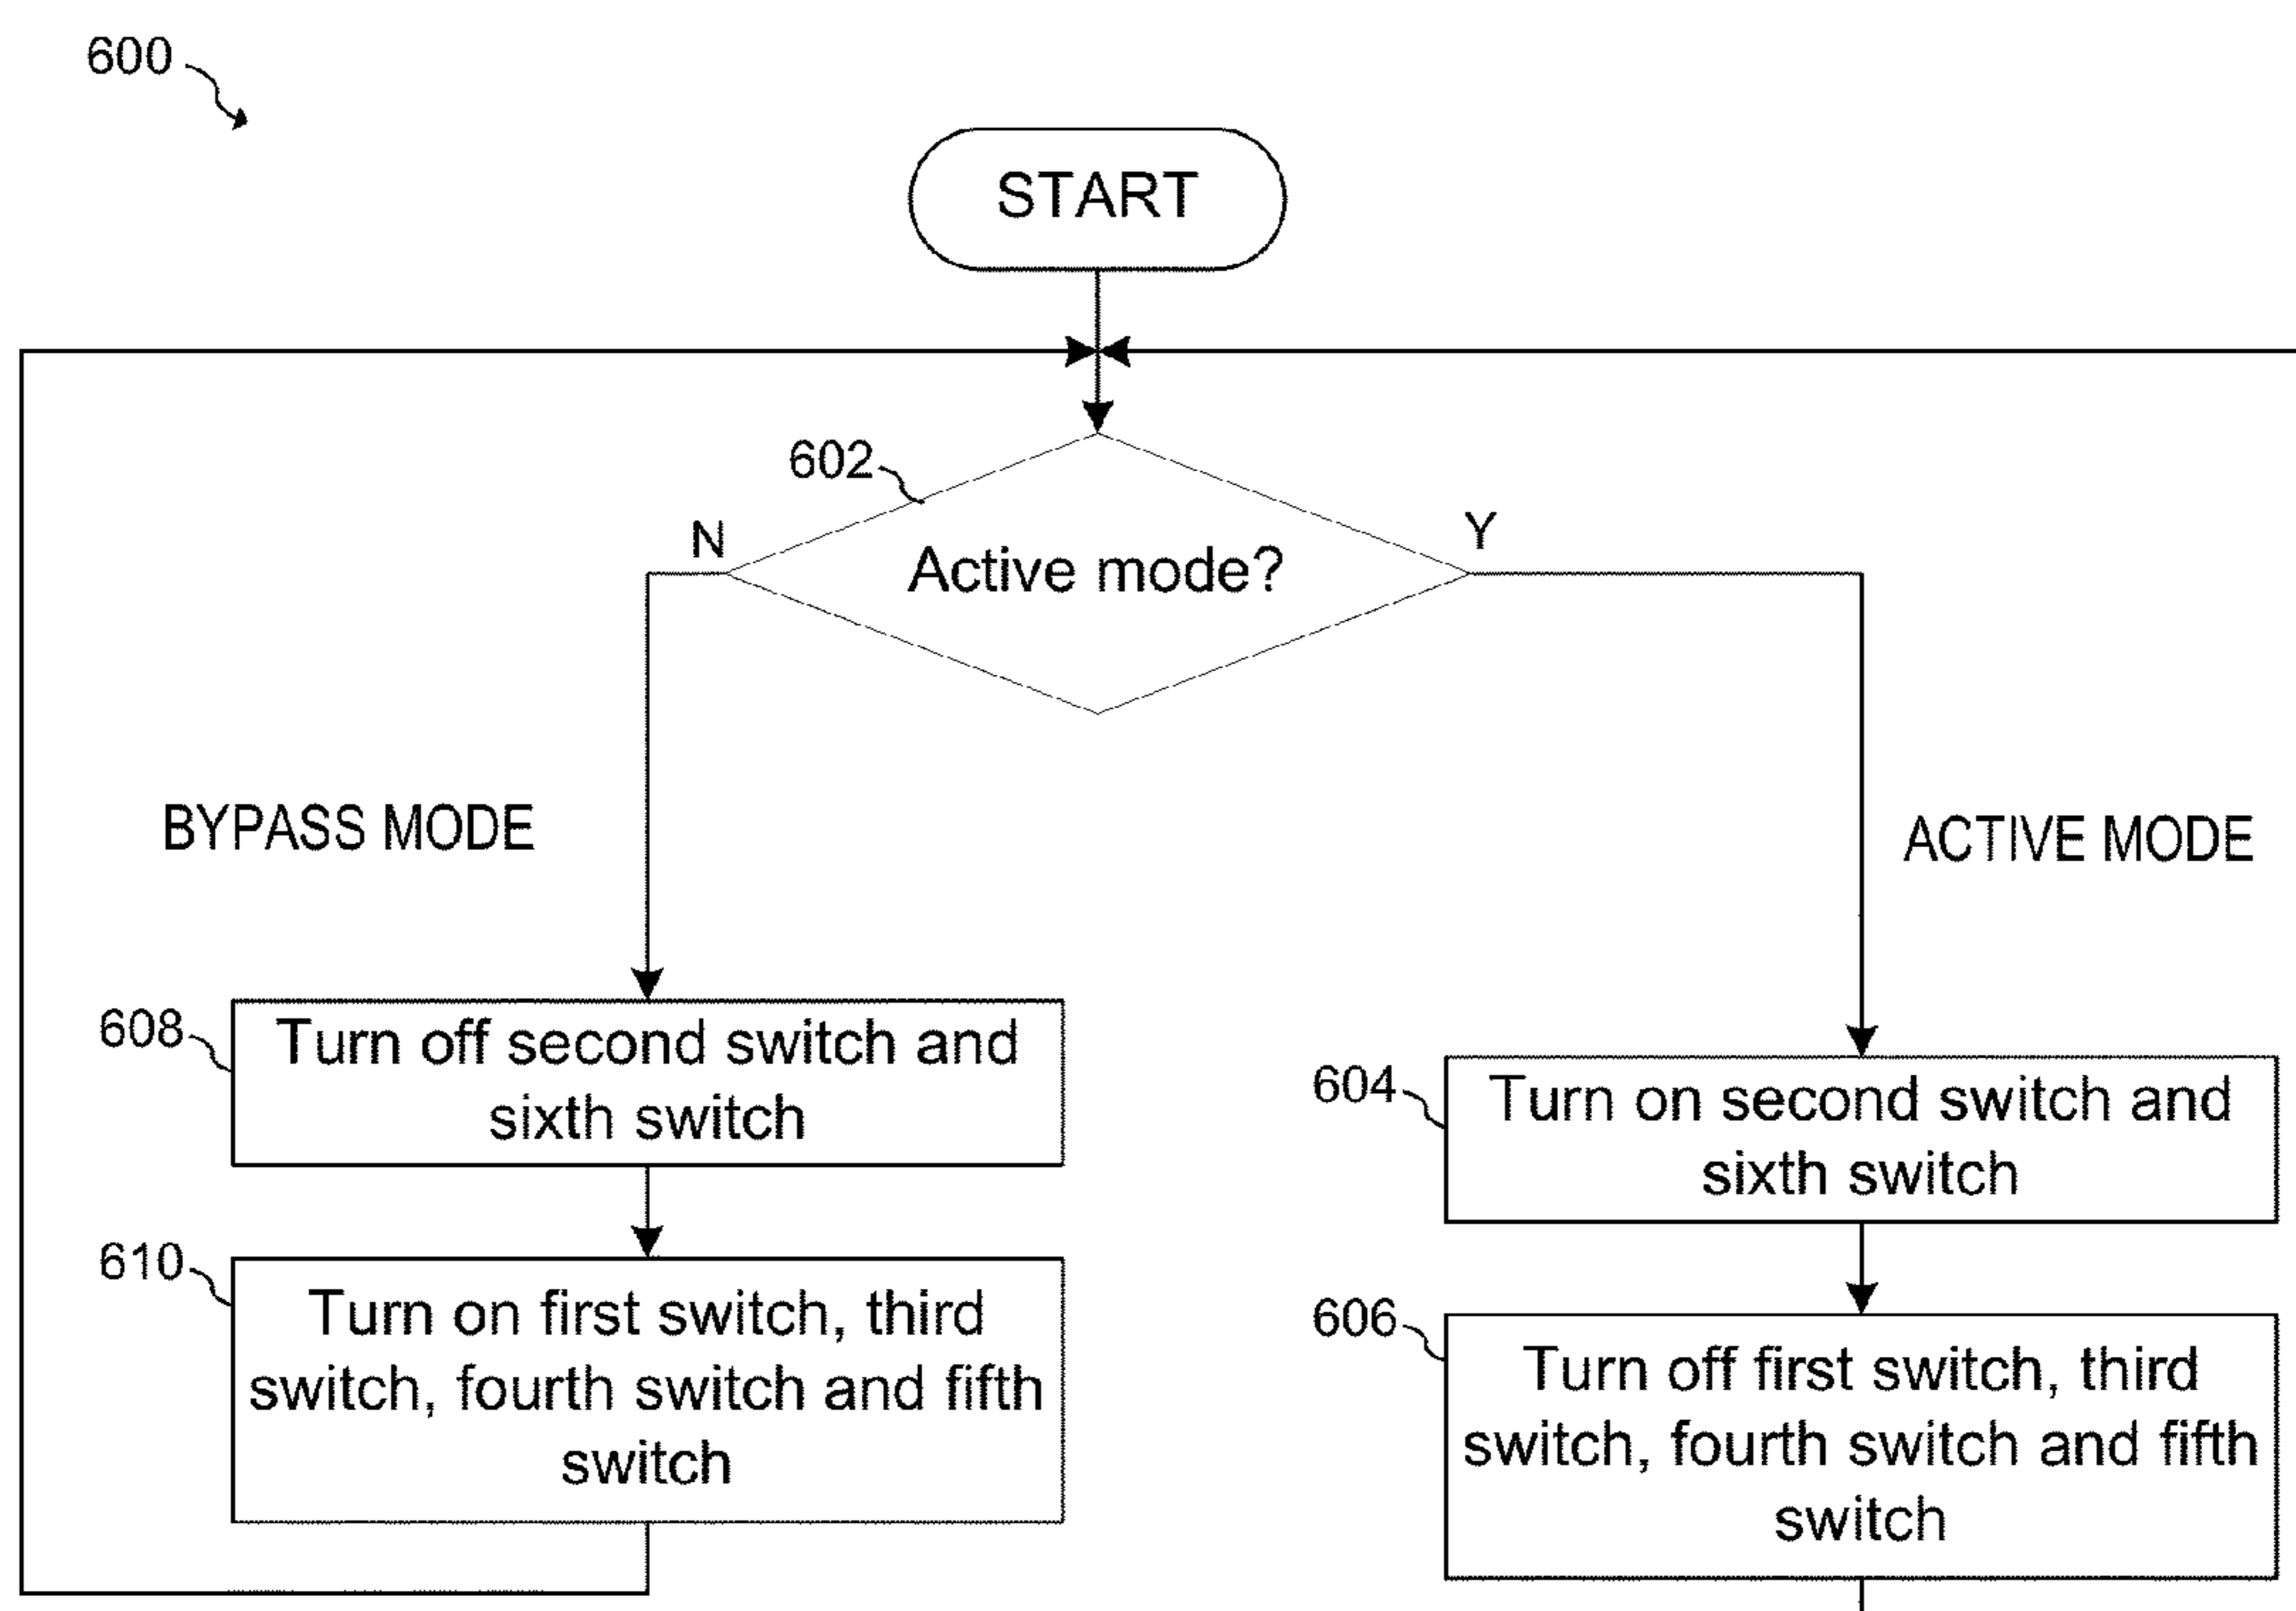 600
START
602
N
Y
Active mode?
BYPASS MODE
ACTIVE MODE
608
Turn off second switch and
sixth switch
604
Turn on second switch and
sixth switch
610
Turn on first switch, third
switch, fourth switch and fifth
switch
606
Turn off first switch, third
switch, fourth switch and fifth
switch